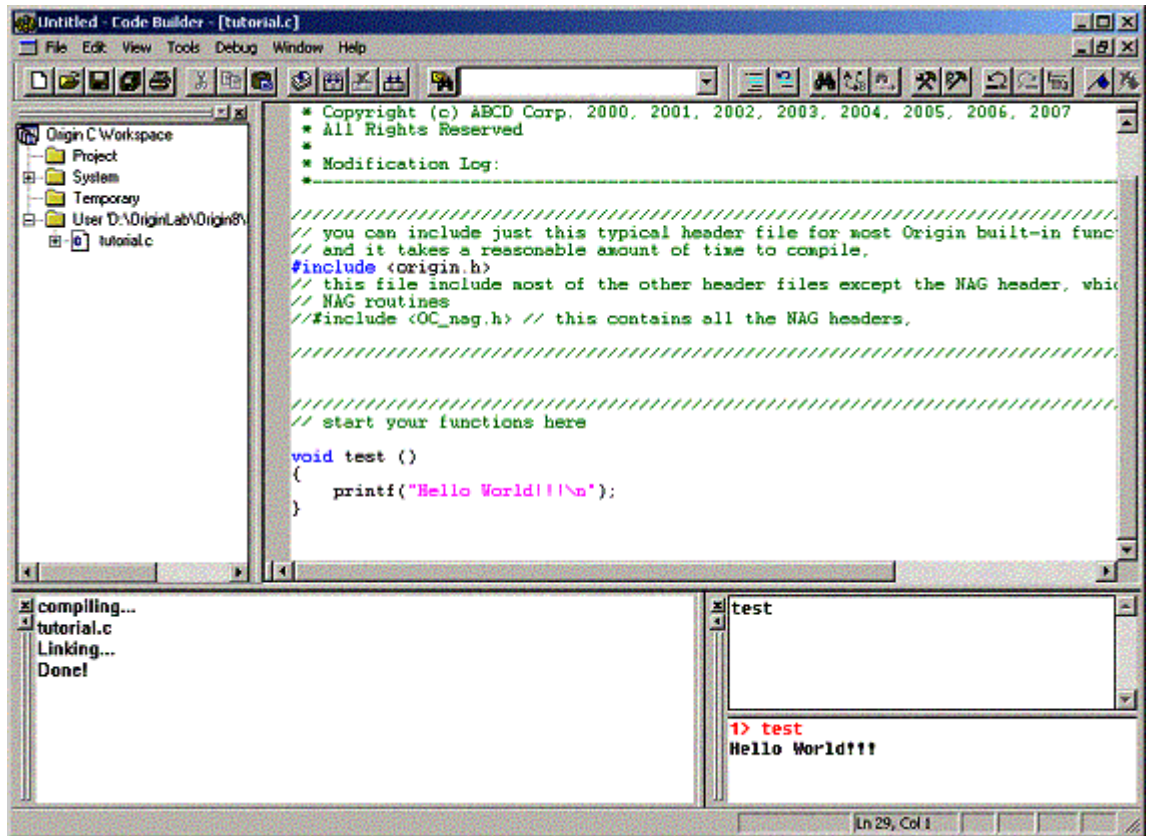 Untitled - Code Builder - [tutorial.c]
File Edit View Tools Debug Window Help
Origin C Workspace
Project
System
Temporary
User 'D:\OriginLab\Origin8\
tutorial.c
* Copyright (c) ABCD Corp. 2000, 2001, 2002, 2003, 2004, 2005, 2006, 2007
* All Rights Reserved
*
* Modification Log:
*------------------------------------------------------------------------------
////////////////////////////////////////////////////////////////////////////////
// you can include just this typical header file for most Origin built-in func
// and it takes a reasonable amount of time to compile,
#include <origin.h>
// this file include most of the other header files except the NAG header, whic
// NAG routines
//#include <OC_nag.h> // this contains all the NAG headers,
////////////////////////////////////////////////////////////////////////////////
////////////////////////////////////////////////////////////////////////////////
// start your functions here
void test ()
{
printf("Hello World!!!\n");
}
compiling...
tutorial.c
Linking...
Done!
test
1> test
Hello World!!!
Ln 29, Col 1